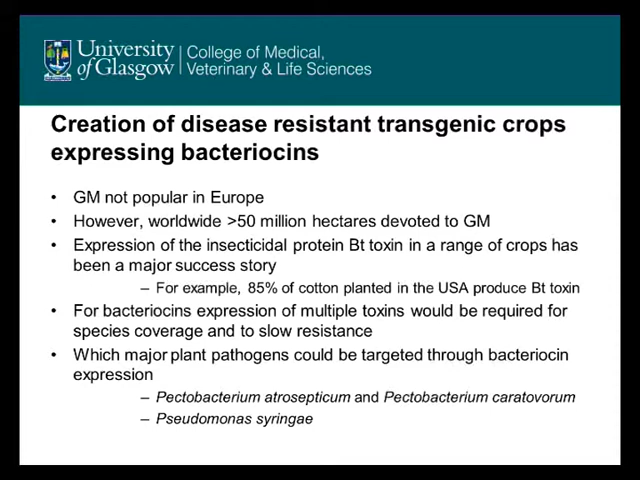 University of Glasgow | College of Medical, Veterinary & Life Sciences
Creation of disease resistant transgenic crops
expressing bacteriocins
• GM not popular in Europe
• However, worldwide >50 million hectares devoted to GM
• Expression of the insecticidal protein Bt toxin in a range of crops has
been a major success story
– For example, 85% of cotton planted in the USA produce Bt toxin
• For bacteriocins expression of multiple toxins would be required for
species coverage and to slow resistance
• Which major plant pathogens could be targeted through bacteriocin
expression
– Pectobacterium atrosepticum and Pectobacterium caratovorum
– Pseudomonas syringae